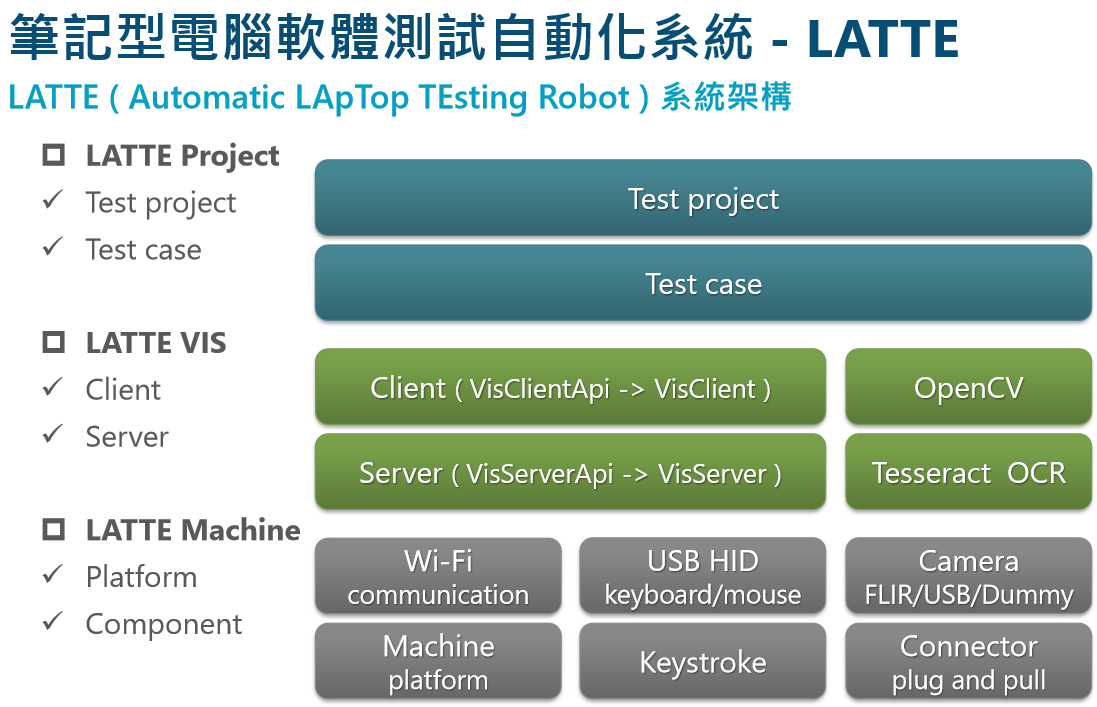 筆記型電腦軟體測試自動化系統 - LATTE
LATTE ( Automatic LApTop TEsting Robot ) 系統架構
LATTE Project
Test project
Test case
Test project
Test case
LATTE VIS
Client
Server
Client ( VisClientApi -> VisClient )
OpenCV
Server ( VisServerApi -> VisServer )
Tesseract OCR
LATTE Machine
Platform
Component
Wi-Fi
communication
USB HID
keyboard/mouse
Camera
FLIR/USB/Dummy
Machine
platform
Keystroke
Connector
plug and pull